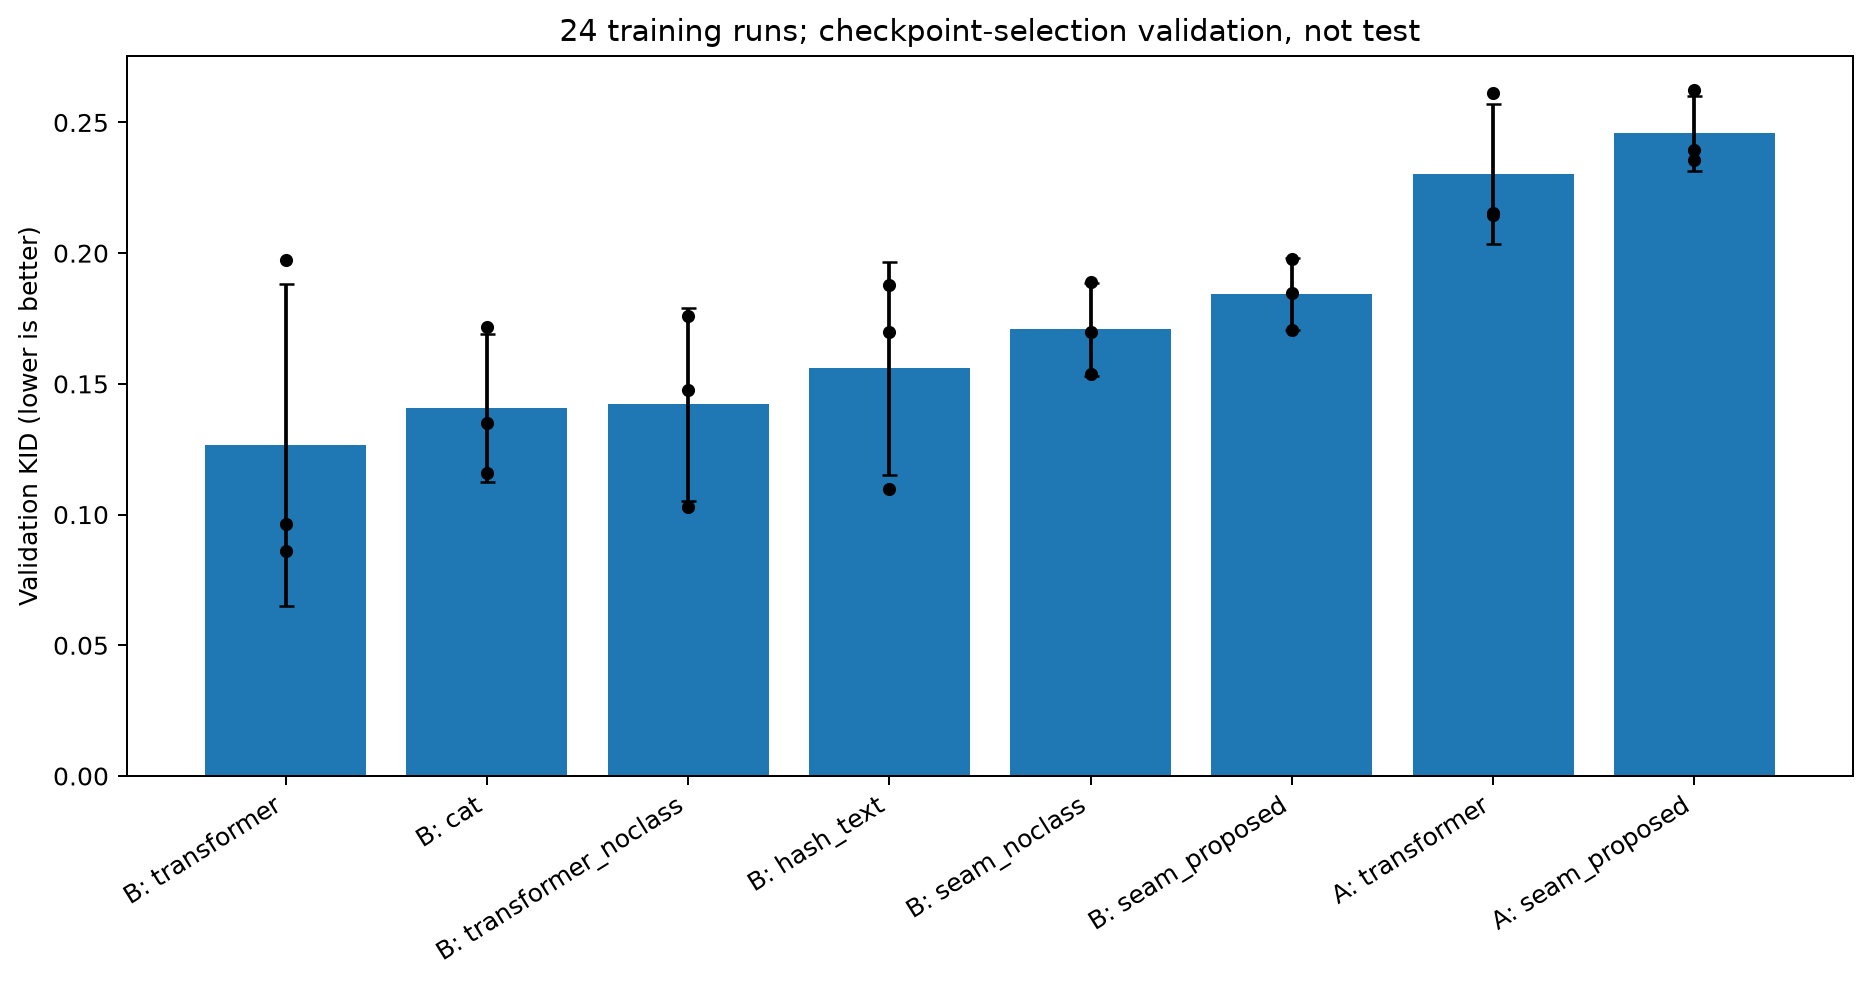 24 training runs; checkpoint-selection validation, not test
Validation KID (lower is better)
0.25
0.20
0.15
0.10
0.05
0.00
B: transformer
B: cat
B: transformer_noclass
B: hash_text
B: seam_noclass
B: seam_proposed
A: transformer
A: seam_proposed